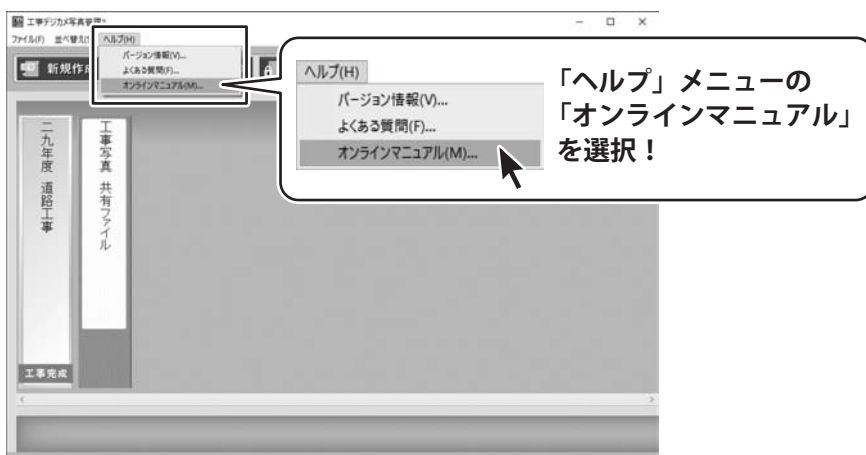 工事デジカメ写真管理
ファイル(F) 並べ替え ヘルプ(H)
バージョン情報(V)...
よくある質問(F)...
オンラインマニュアル(M)...
新規作
二九年度 道路工事
工事完成
工事写真 共有ファイル
ヘルプ(H)
バージョン情報(V)...
よくある質問(F)...
オンラインマニュアル(M)...
「ヘルプ」メニューの
「オンラインマニュアル」
を選択！